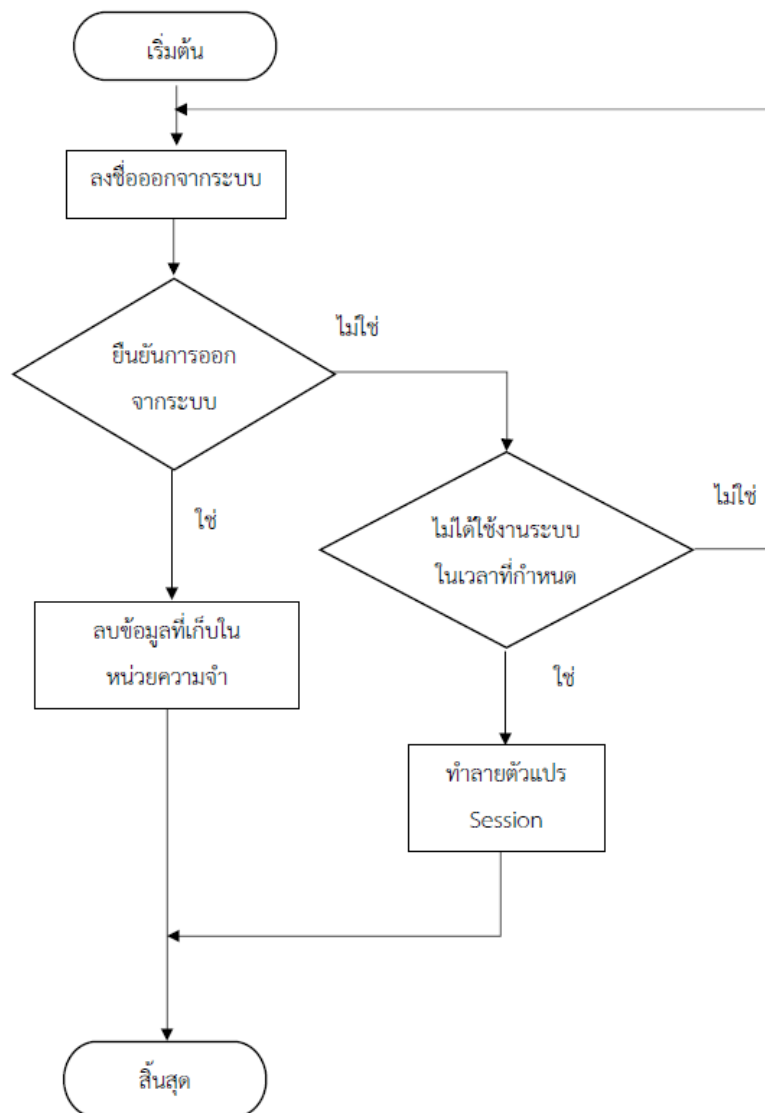 เริ่มต้น
ลงชื่อออกจากระบบ
ยืนยันการออก
จากระบบ
ไม่ใช่
ใช่
ไม่ได้ใช้งานระบบ
ในเวลาที่กำหนด
ไม่ใช่
ลบข้อมูลที่เก็บใน
หน่วยความจำ
ใช่
ทำลายตัวแปร
Session
สิ้นสุด